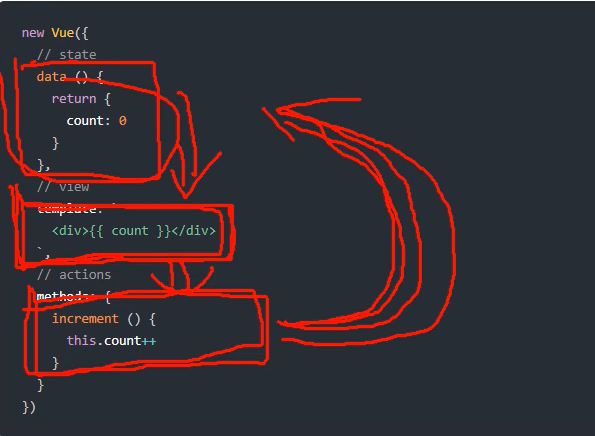 new Vue({
// state
data () {
return {
count: 0
}
},
// view
template: `
<div>{{ count }}</div>
`,
// actions
methods: {
increment () {
this.count++
}
}
})